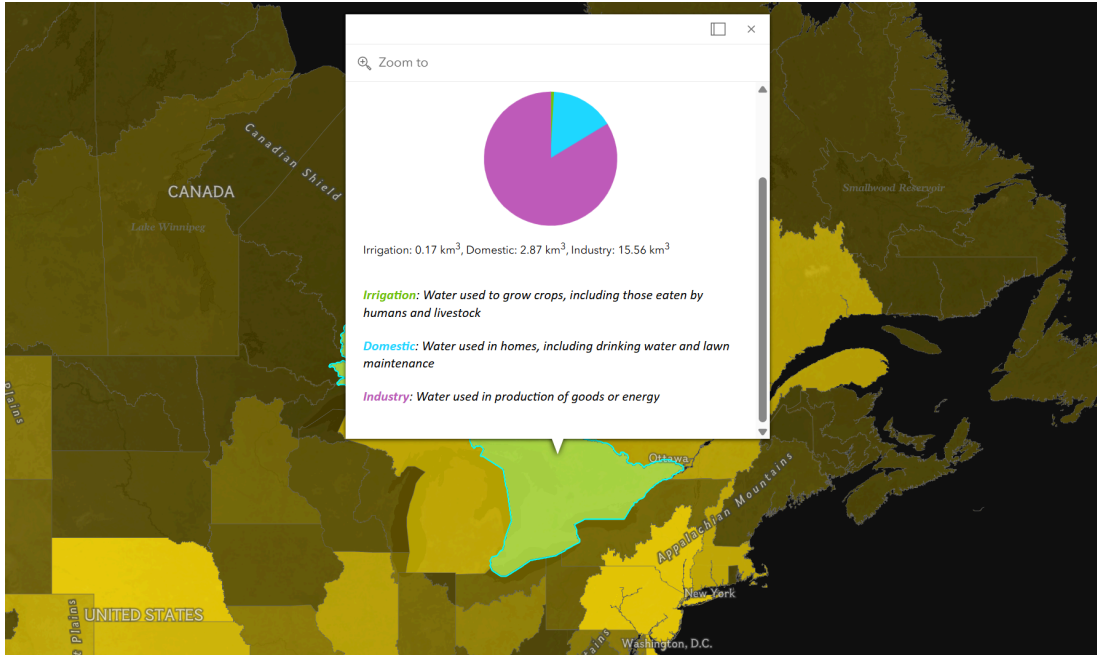 Zoom to
Irrigation: 0.17 km3, Domestic: 2.87 km3, Industry: 15.56 km3
Irrigation: Water used to grow crops, including those eaten by
humans and livestock
Domestic: Water used in homes, including drinking water and lawn
maintenance
Industry: Water used in production of goods or energy
Canadian Shield
CANADA
Lake Winnipeg
Smallwood Reservoir
Plains
Ottawa
Appalachian Mountains
New York
UNITED STATES
t Plains
Washington, D.C.
tains